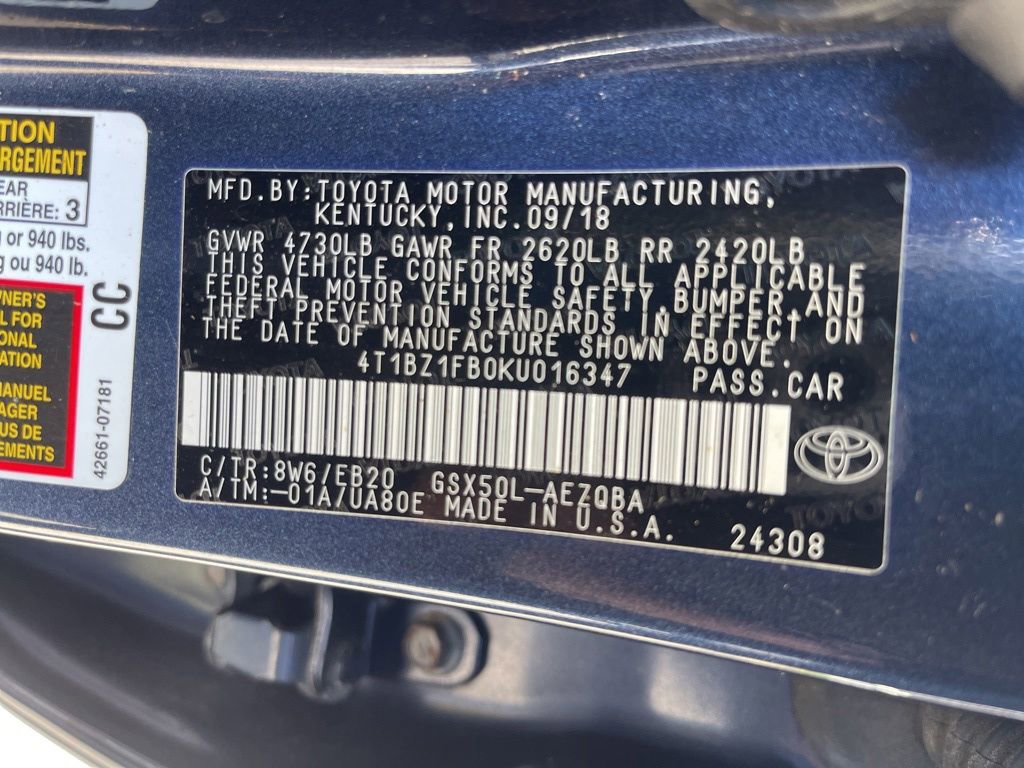 TION
RGEMENT
EAR
RRIÈRE: 3
g or 940 lbs.
g ou 940 lb.
WNER'S
L FOR
ONAL
ATION
MANUEL
AGER
US DE
EMENTS
CC
42661-07181
MFD.BY:TOYOTA MOTOR MANUFACTURING,
KENTUCKY,INC.09/18
GVWR 4730LB GAWR FR 2620LB RR 2420LB
THIS VEHICLE CONFORMS TO ALL APPLICABLE
FEDERAL MOTOR VEHICLE SAFETY,BUMPER,AND
THEFT PREVENTION STANDARDS IN EFFECT ON
THE DATE OF MANUFACTURE SHOWN ABOVE.
4T1BZ1FB0KU016347 PASS.CAR
C/TR:8W6/EB20 GSX50L-AEZQBA
A/TM:-01A/UA80E MADE IN U.S.A.
24308